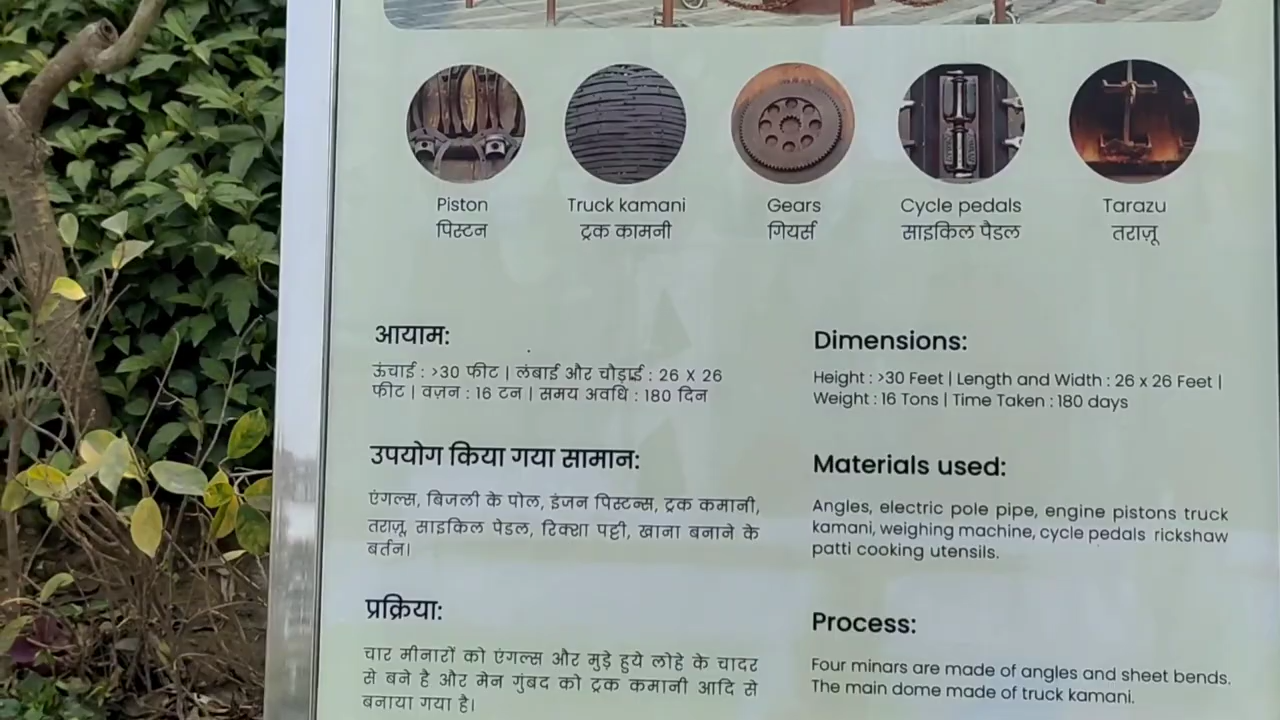 Piston
पिस्टन
Truck kamani
ट्रक कामनी
Gears
गियर्स
Cycle pedals
साइकिल पैडल
Tarazu
तराज़ू
आयाम:
ऊंचाई : >30 फीट | लंबाई और चौड़ाई : 26 X 26
फीट | वज़न : 16 टन | समय अवधि : 180 दिन
उपयोग किया गया सामान:
एंगल्स, बिजली के पोल, इंजन पिस्टन्स, ट्रक कमानी,
तराज़ू, साइकिल पेडल, रिक्शा पट्टी, खाना बनाने के
बर्तन।
प्रक्रिया:
चार मीनारों को एंगल्स और मुड़े हुये लोहे के चादर
से बने है और मेन गुंबद को ट्रक कमानी आदि से
बनाया गया है।
Dimensions:
Height : >30 Feet | Length and Width : 26 x 26 Feet |
Weight : 16 Tons | Time Taken : 180 days
Materials used:
Angles, electric pole pipe, engine pistons truck
kamani, weighing machine, cycle pedals rickshaw
patti cooking utensils.
Process:
Four minars are made of angles and sheet bends.
The main dome made of truck kamani.